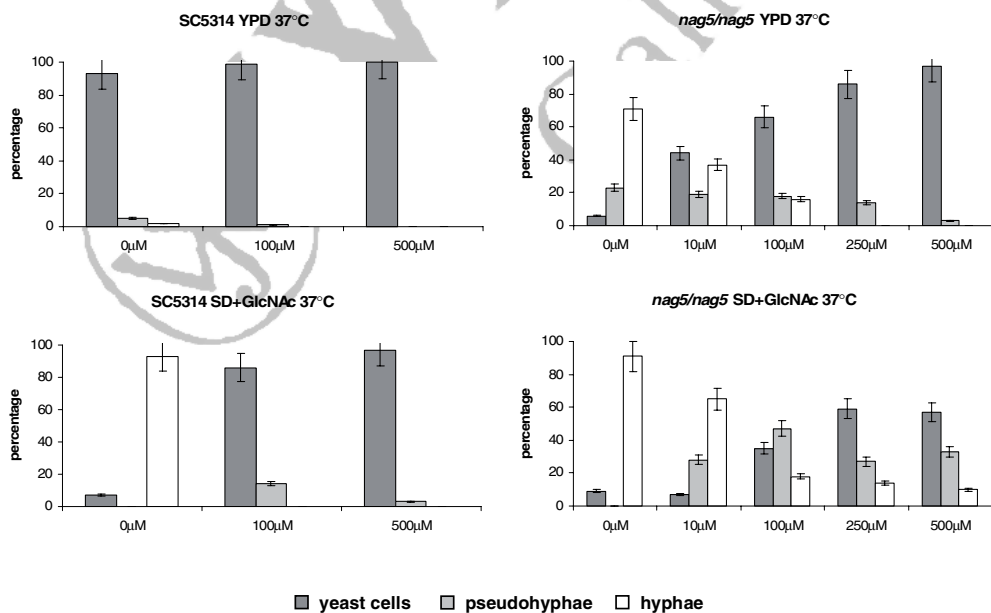 SC5314 YPD 37°C
percentage
100
80
60
40
20
0
0µM 100µM 500µM
nag5/nag5 YPD 37°C
percentage
100
80
60
40
20
0
0µM 10µM 100µM 250µM 500µM
SC5314 SD+GlcNAc 37°C
percentage
100
80
60
40
20
0
0µM 100µM 500µM
nag5/nag5 SD+GlcNAc 37°C
percentage
100
80
60
40
20
0
0µM 10µM 100µM 250µM 500µM
yeast cells pseudohyphae hyphae